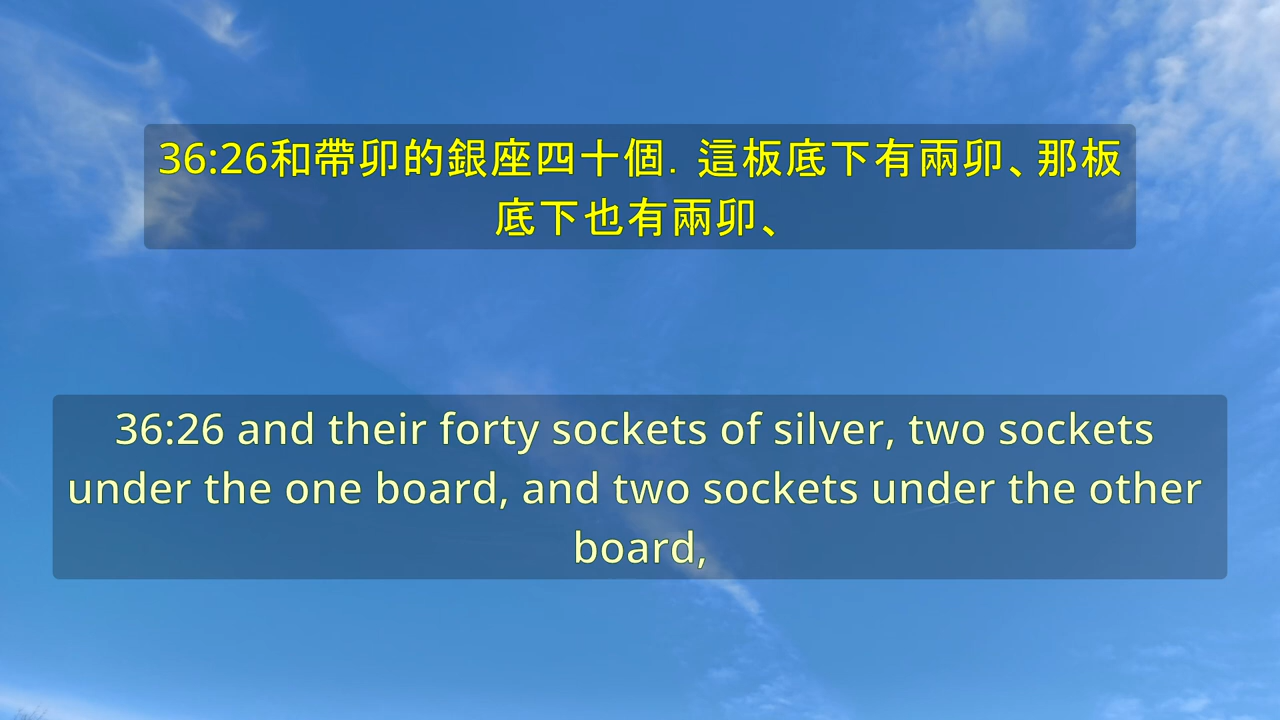 36:26和帶卯的銀座四十個．這板底下有兩卯、那板
底下也有兩卯、
36:26 and their forty sockets of silver, two sockets
under the one board, and two sockets under the other
board,